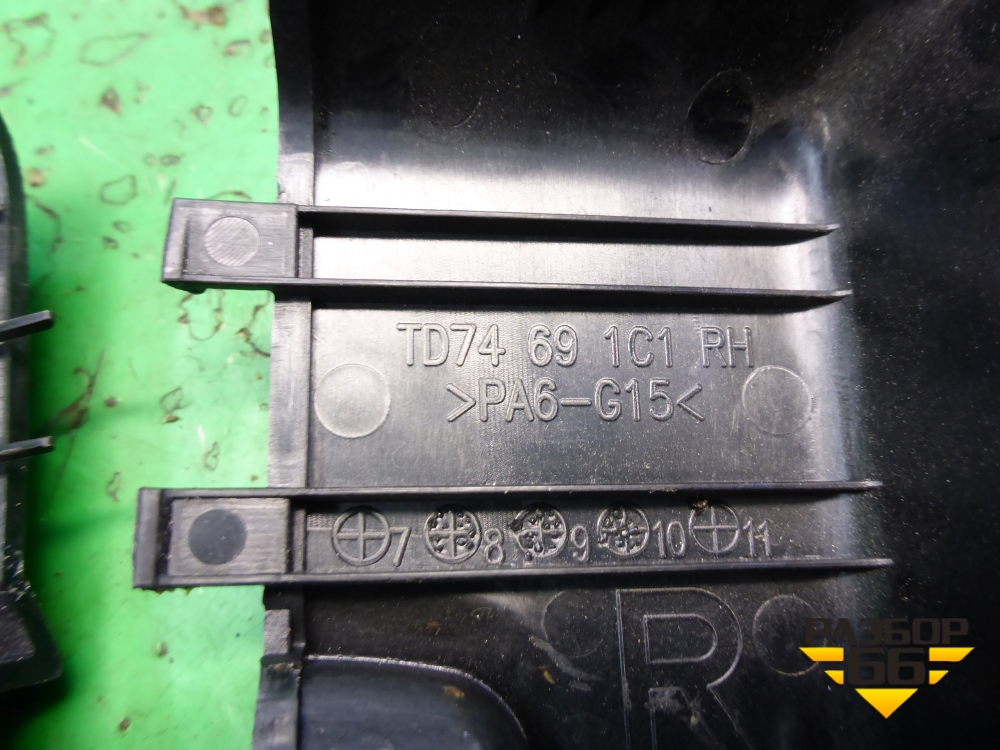 TD74 69 1C1 RH
>PA6-G15<
7 8 9 10 11
R
РАЗБОР
66